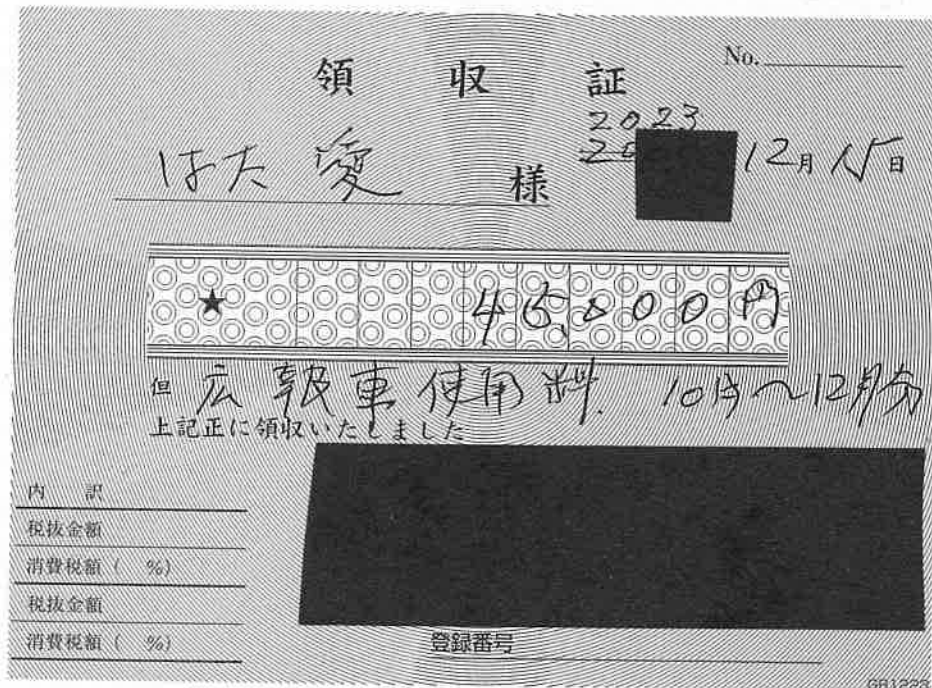 領収証
No.
2023
12月15日
はた 愛 様
★ 45,000円
但 広報車使用料 10月〜12月分
上記正に領収いたしました
内訳
税抜金額
消費税額( %)
税抜金額
消費税額( %)
登録番号
GB1223